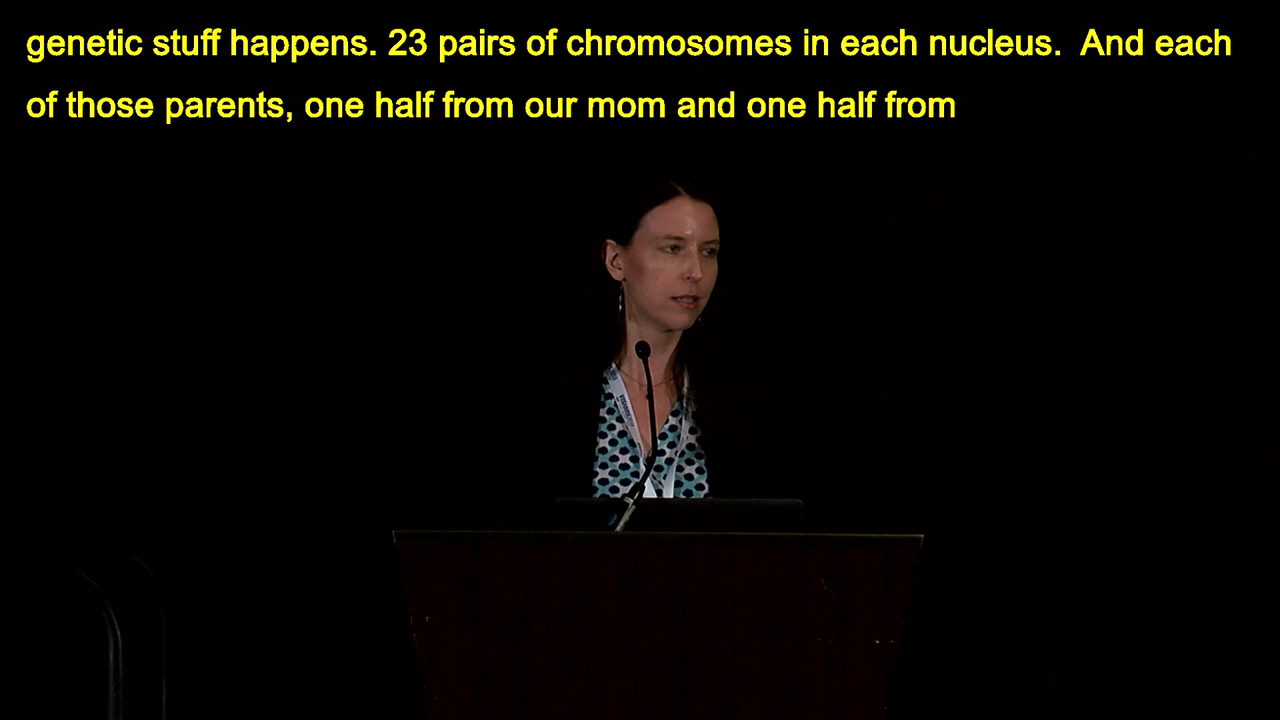 genetic stuff happens. 23 pairs of chromosomes in each nucleus.  And each
of those parents, one half from our mom and one half from